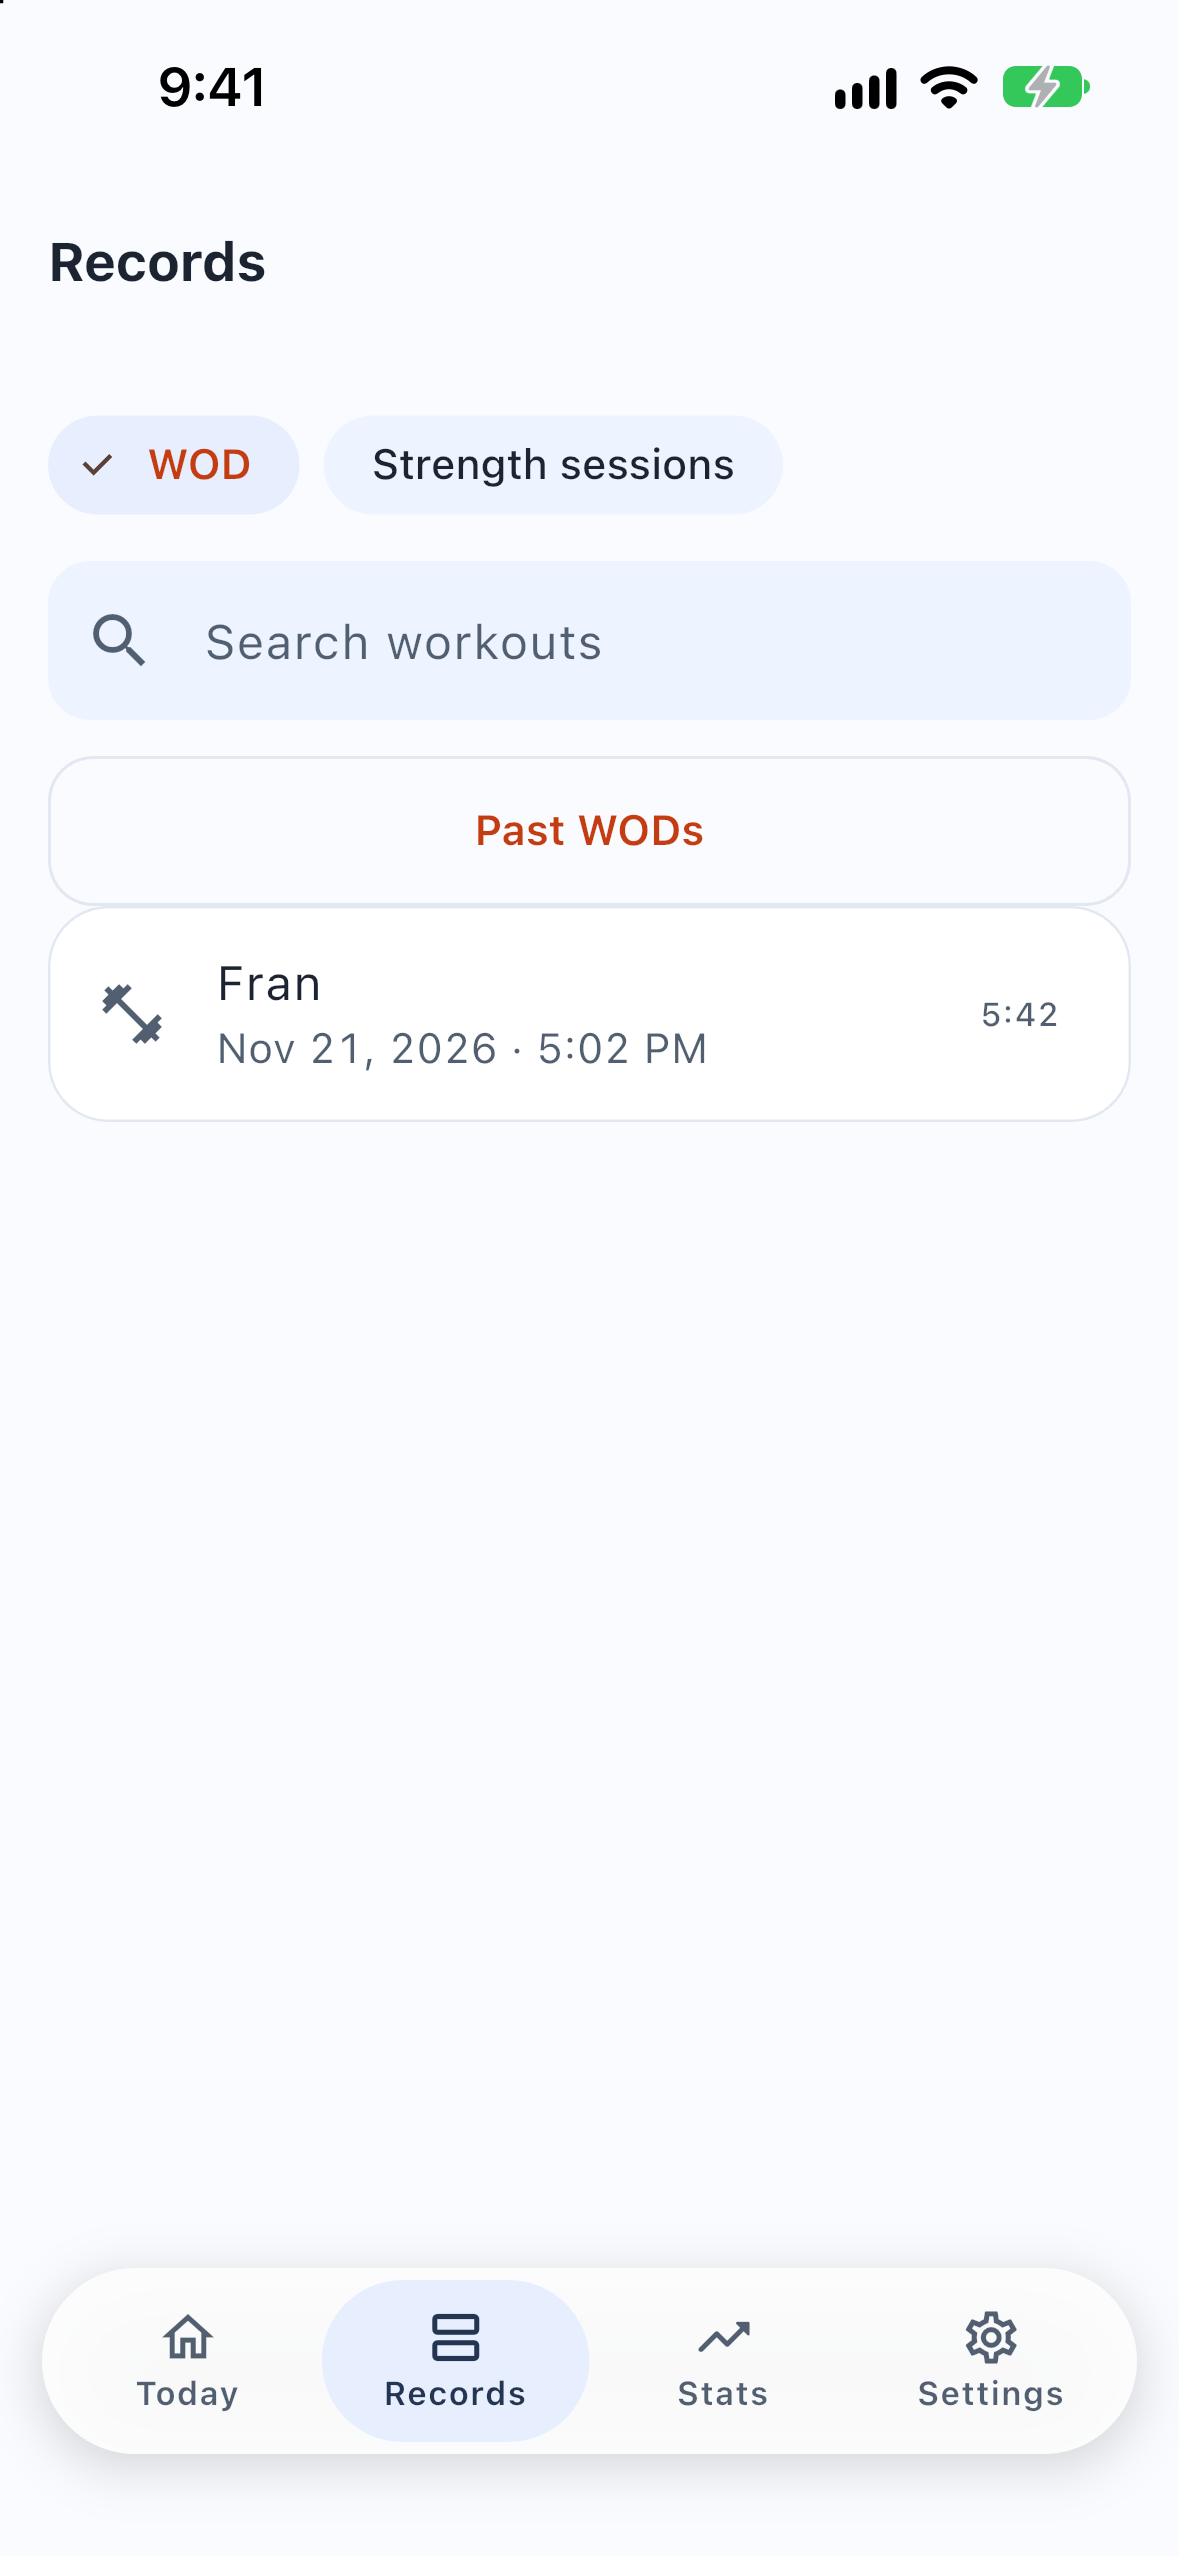 9:41
Records
WOD
Strength sessions
Search workouts
Past WODs
Fran
Nov 21, 2026 · 5:02 PM
5:42
Today
Records
Stats
Settings